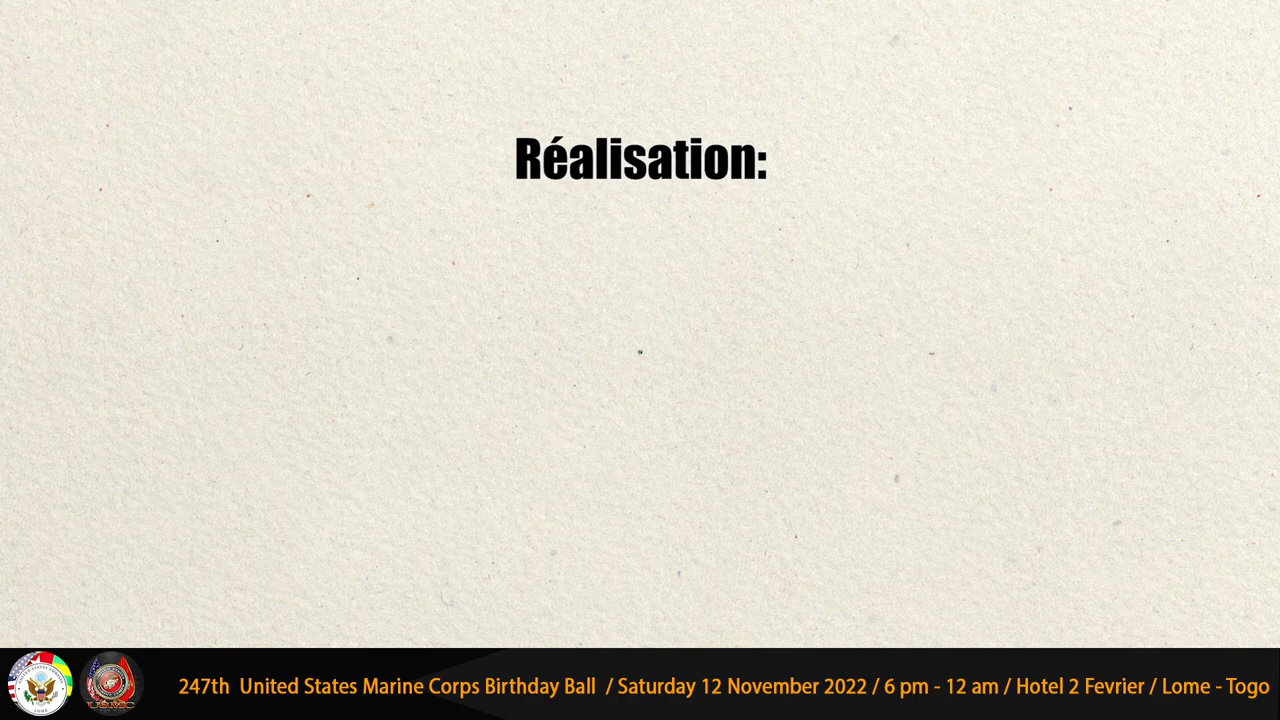 Réalisation:
247th United States Marine Corps Birthday Ball / Saturday 12 November 2022 / 6 pm - 12 am / Hotel 2 Fevrier / Lome - Togo
USMC